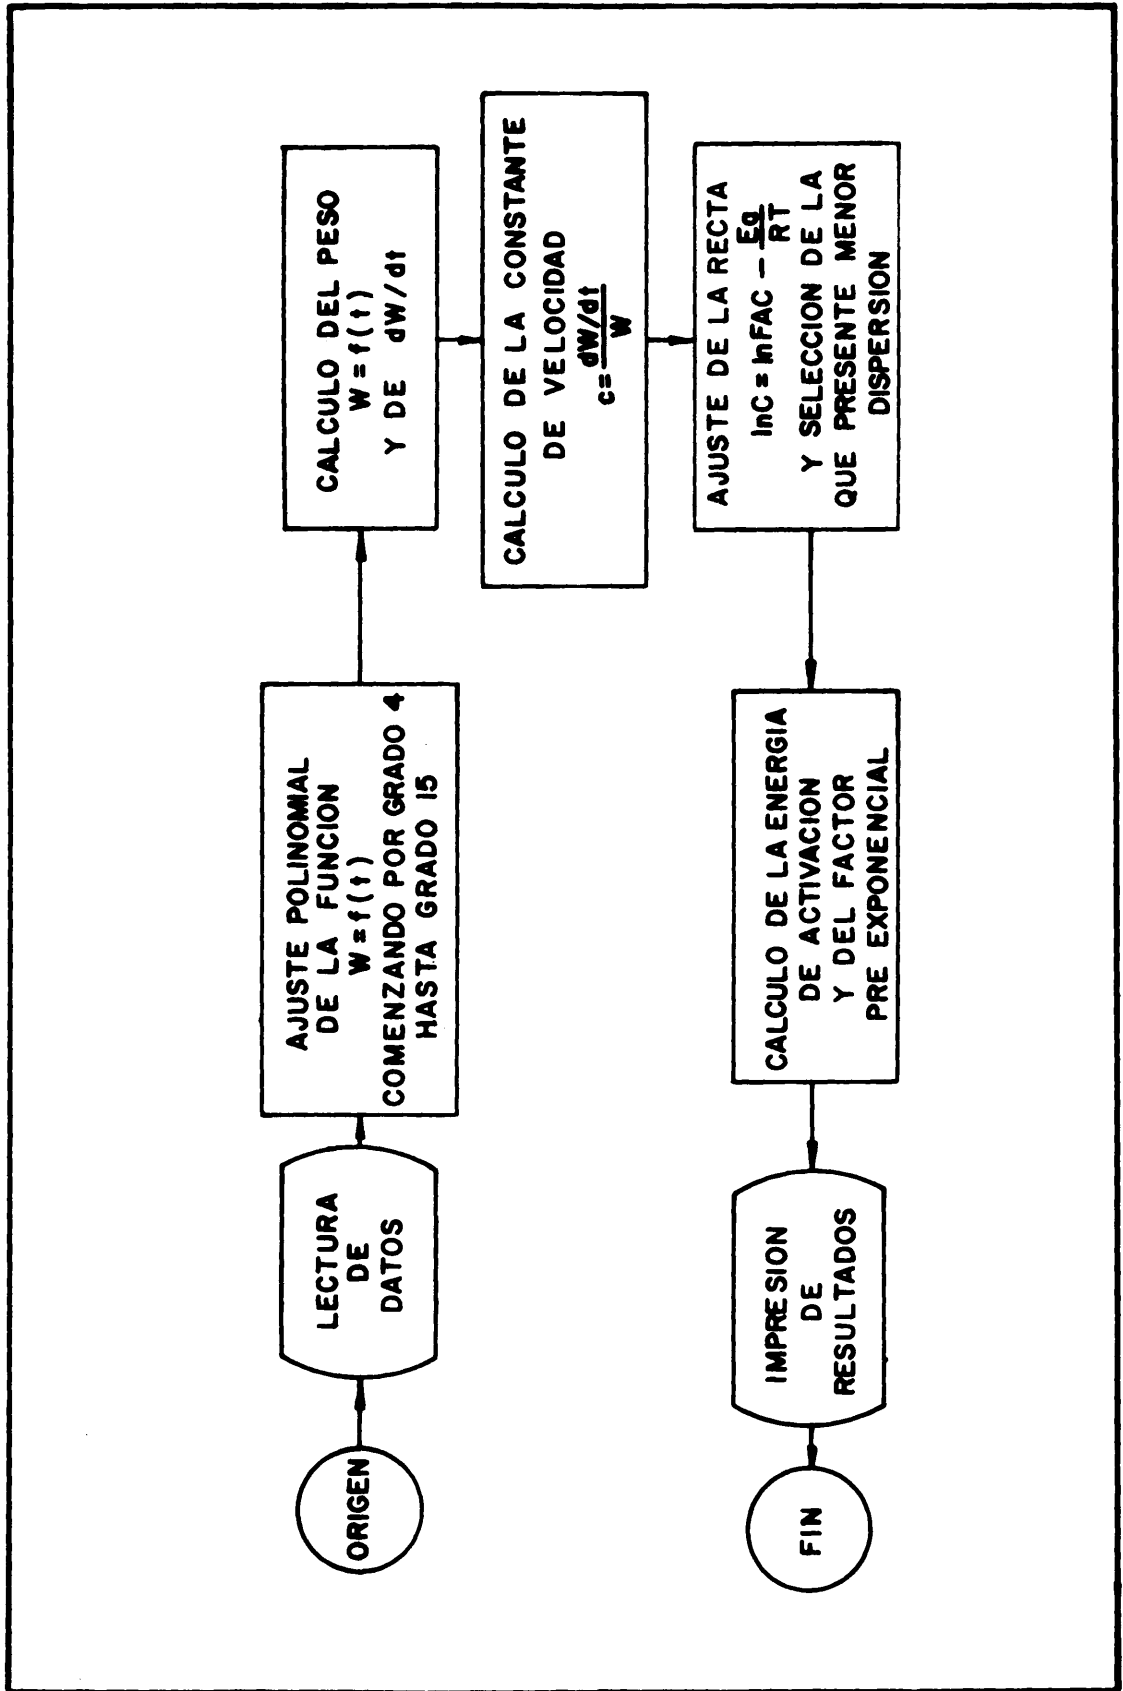 ORIGEN
LECTURA
DE
DATOS
AJUSTE POLINOMIAL
DE LA FUNCION
W = f(t)
COMENZANDO POR GRADO 4
HASTA GRADO 15
CALCULO DEL PESO
W = f(t)
Y DE dW/dt
CALCULO DE LA CONSTANTE
DE VELOCIDAD
c = dW/dt
W
AJUSTE DE LA RECTA
lnC = lnFAC - Ea
RT
Y SELECCION DE LA
QUE PRESENTE MENOR
DISPERSION
CALCULO DE LA ENERGIA
DE ACTIVACION
Y DEL FACTOR
PRE EXPONENCIAL
IMPRESION
DE
RESULTADOS
FIN